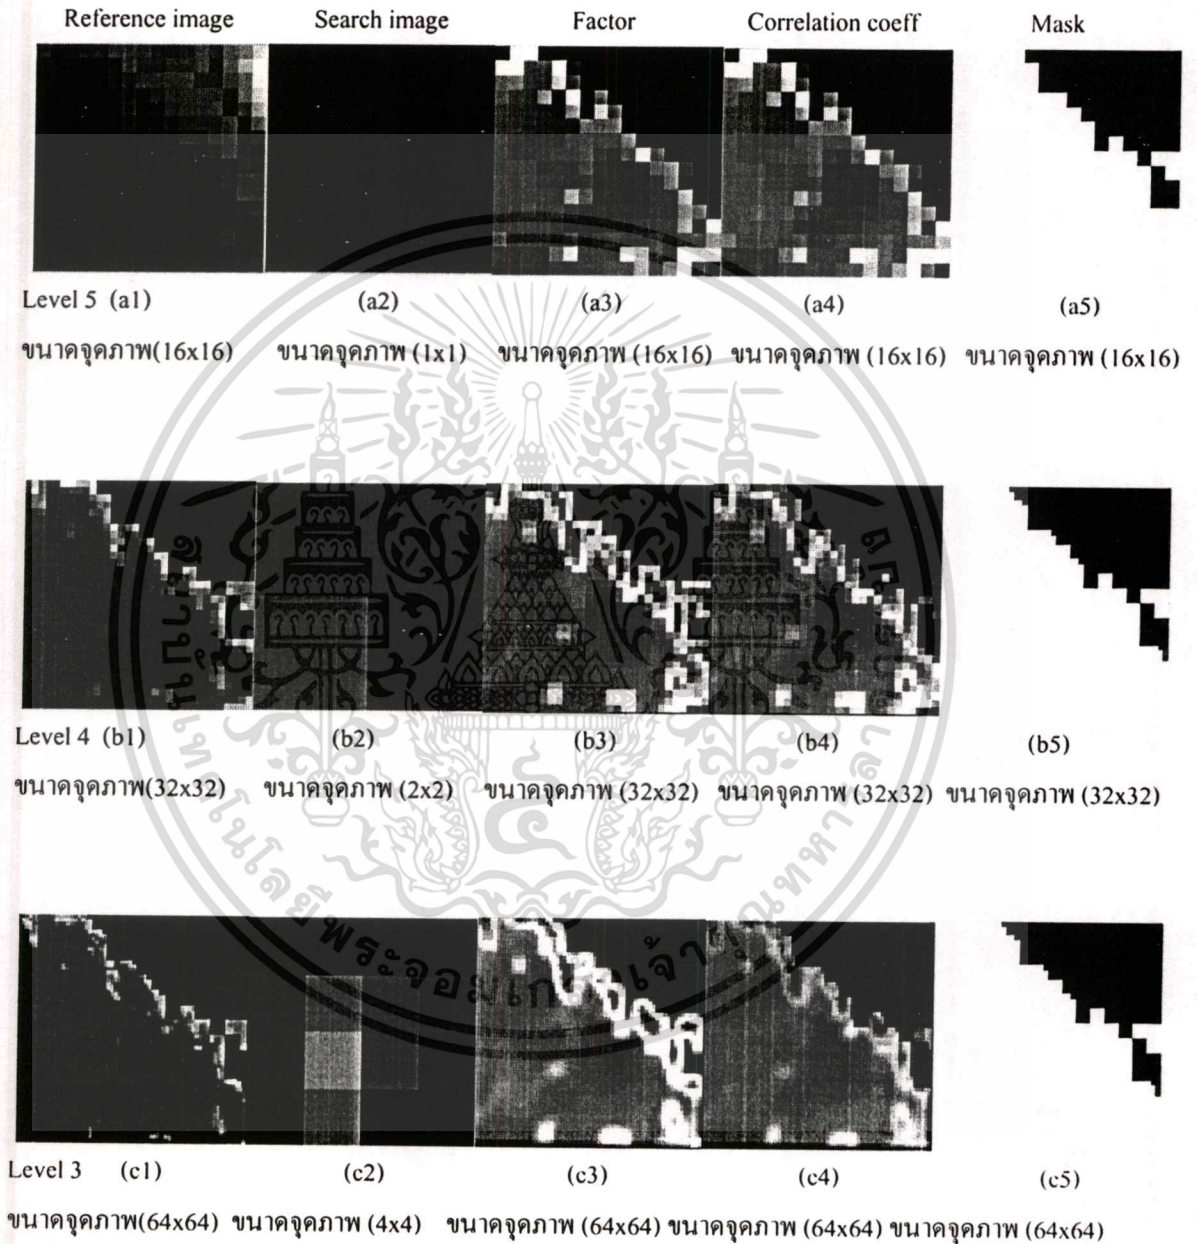 Reference image Search image Factor Correlation coeff Mask
Level 5 (a1) (a2) (a3) (a4) (a5)
ขนาดจุดภาพ(16x16) ขนาดจุดภาพ (1x1) ขนาดจุดภาพ (16x16) ขนาดจุดภาพ (16x16) ขนาดจุดภาพ (16x16)
Level 4 (b1) (b2) (b3) (b4) (b5)
ขนาดจุดภาพ(32x32) ขนาดจุดภาพ (2x2) ขนาดจุดภาพ (32x32) ขนาดจุดภาพ (32x32) ขนาดจุดภาพ (32x32)
Level 3 (c1) (c2) (c3) (c4) (c5)
ขนาดจุดภาพ(64x64) ขนาดจุดภาพ (4x4) ขนาดจุดภาพ (64x64) ขนาดจุดภาพ (64x64) ขนาดจุดภาพ (64x64)